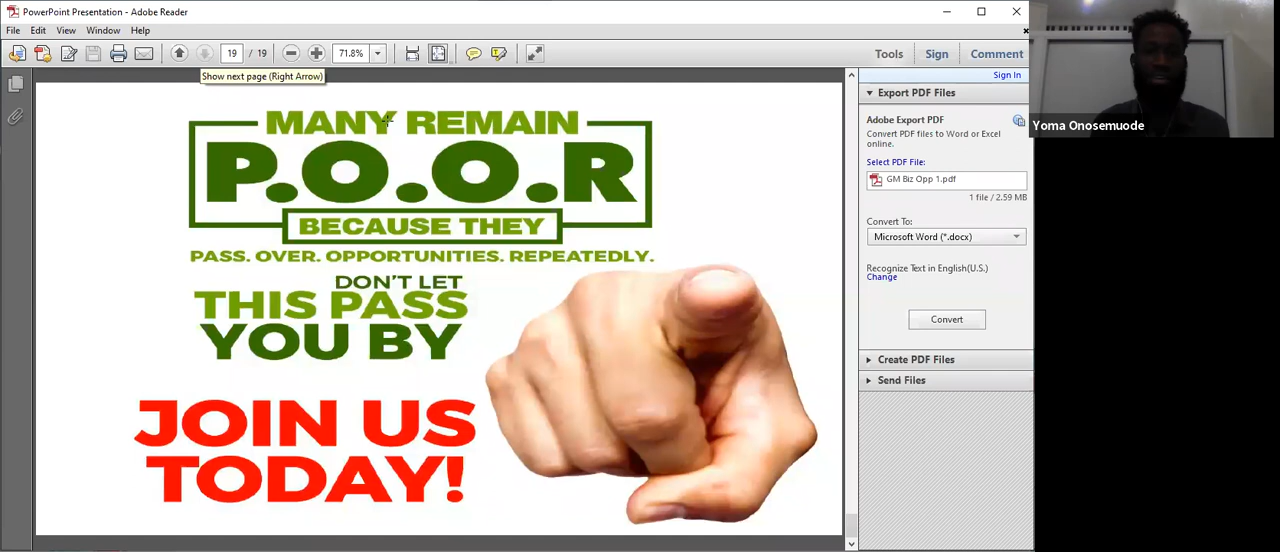 PowerPoint Presentation - Adobe Reader
File Edit View Window Help
19 / 19 71.8% Tools Sign Comment
Show next page (Right Arrow)
Sign In
MANY REMAIN
P.O.O.R
BECAUSE THEY
PASS. OVER. OPPORTUNITIES. REPEATEDLY.
DON'T LET
THIS PASS
YOU BY
JOIN US
TODAY!
Export PDF Files
Adobe Export PDF
Convert PDF files to Word or Excel
online.
Select PDF File:
GM Biz Opp 1.pdf
1 file / 2.59 MB
Convert To:
Microsoft Word (*.docx)
Recognize Text in English(U.S.)
Change
Convert
Create PDF Files
Send Files
Yoma Onosemuode